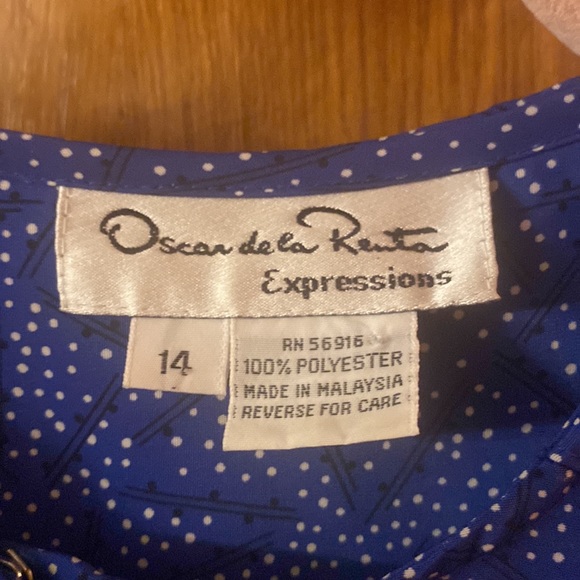 Oscar de la Renta
Expressions
14
RN 56916
100% POLYESTER
MADE IN MALAYSIA
REVERSE FOR CARE